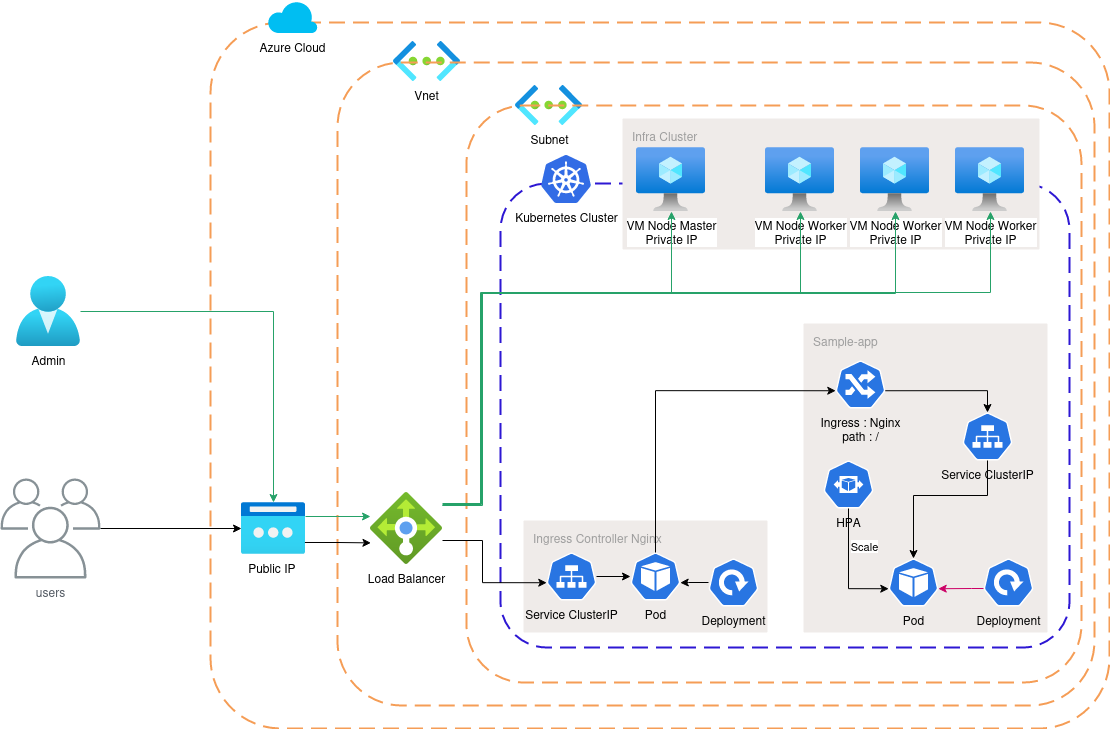 Azure Cloud
Vnet
Subnet
Kubernetes Cluster
Infra Cluster
VM Node Master
Private IP
VM Node Worker
Private IP
VM Node Worker
Private IP
VM Node Worker
Private IP
Admin
users
Public IP
Load Balancer
Sample-app
Ingress : Nginx
path : /
Service ClusterIP
HPA
Scale
Pod
Deployment
Ingress Controller Nginx
Service ClusterIP
Pod
Deployment